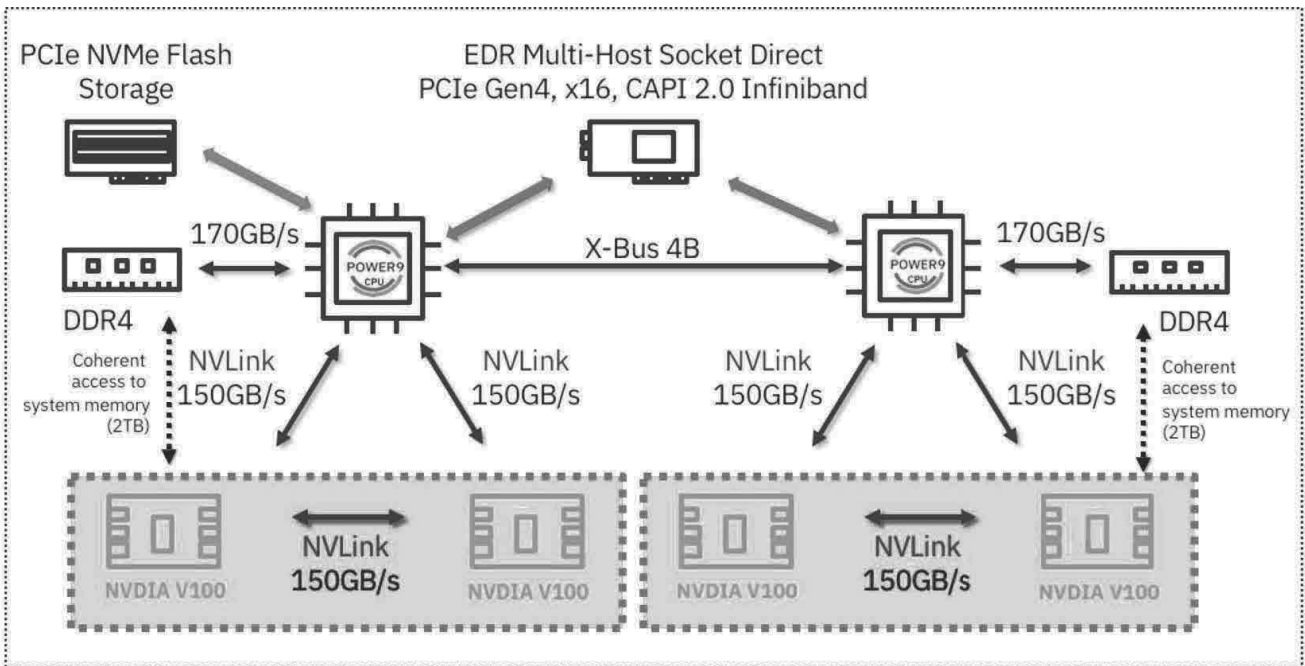 PCIe NVMe Flash
Storage
EDR Multi-Host Socket Direct
PCIe Gen4, x16, CAPI 2.0 Infiniband
170GB/s
X-Bus 4B
170GB/s
POWER9
CPU
POWER9
CPU
DDR4
DDR4
Coherent
access to
system memory
(2TB)
NVLink
150GB/s
NVLink
150GB/s
NVLink
150GB/s
NVLink
150GB/s
Coherent
access to
system memory
(2TB)
NVLink
150GB/s
NVLink
150GB/s
NVDIA V100
NVDIA V100
NVDIA V100
NVDIA V100